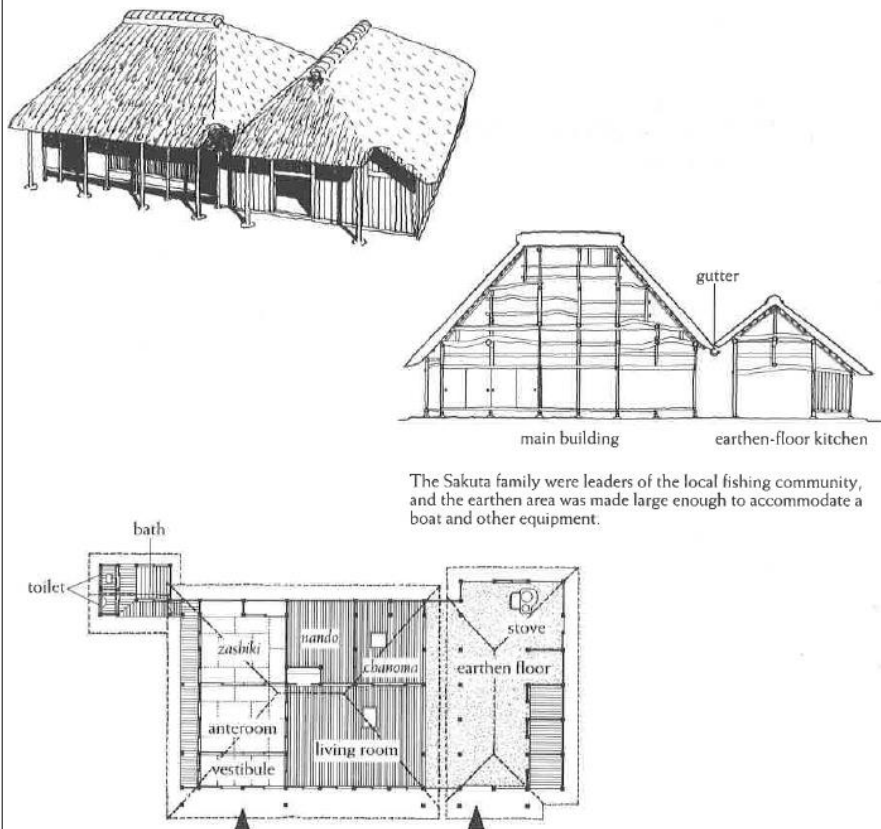 gutter
main building
earthen-floor kitchen
The Sakuta family were leaders of the local fishing community,
and the earthen area was made large enough to accommodate a
boat and other equipment.
bath
toilet
zashiki
nando
chanoma
stove
earthen floor
anteroom
living room
vestibule